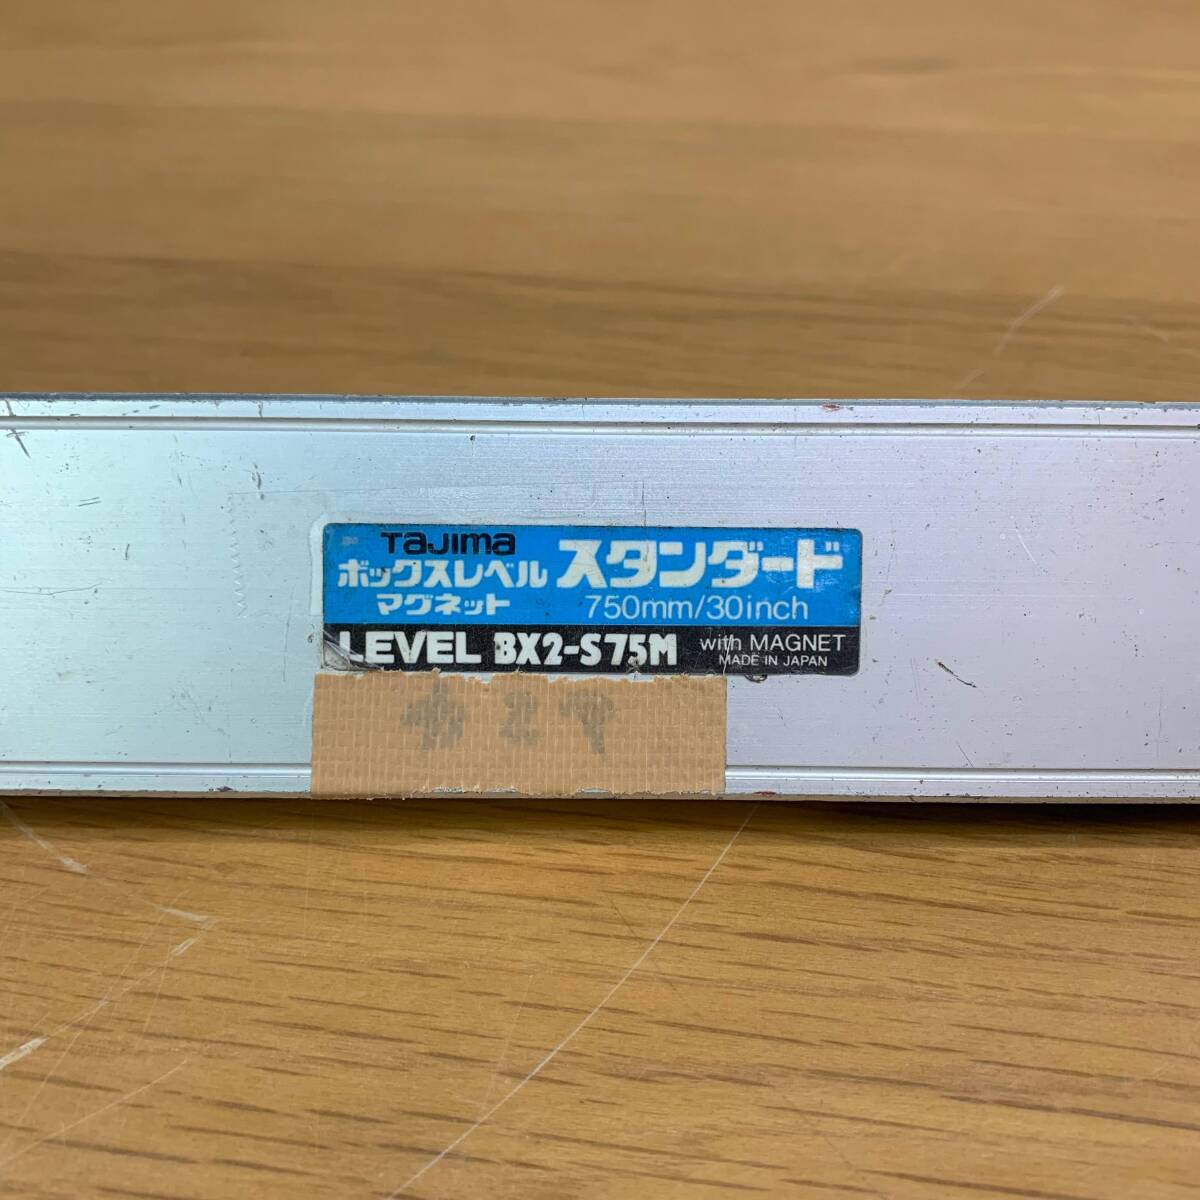 TaJIma
ボックスレベル スタンダード
マグネット 750mm/30inch
LEVEL BX2-S75M with MAGNET
MADE IN JAPAN